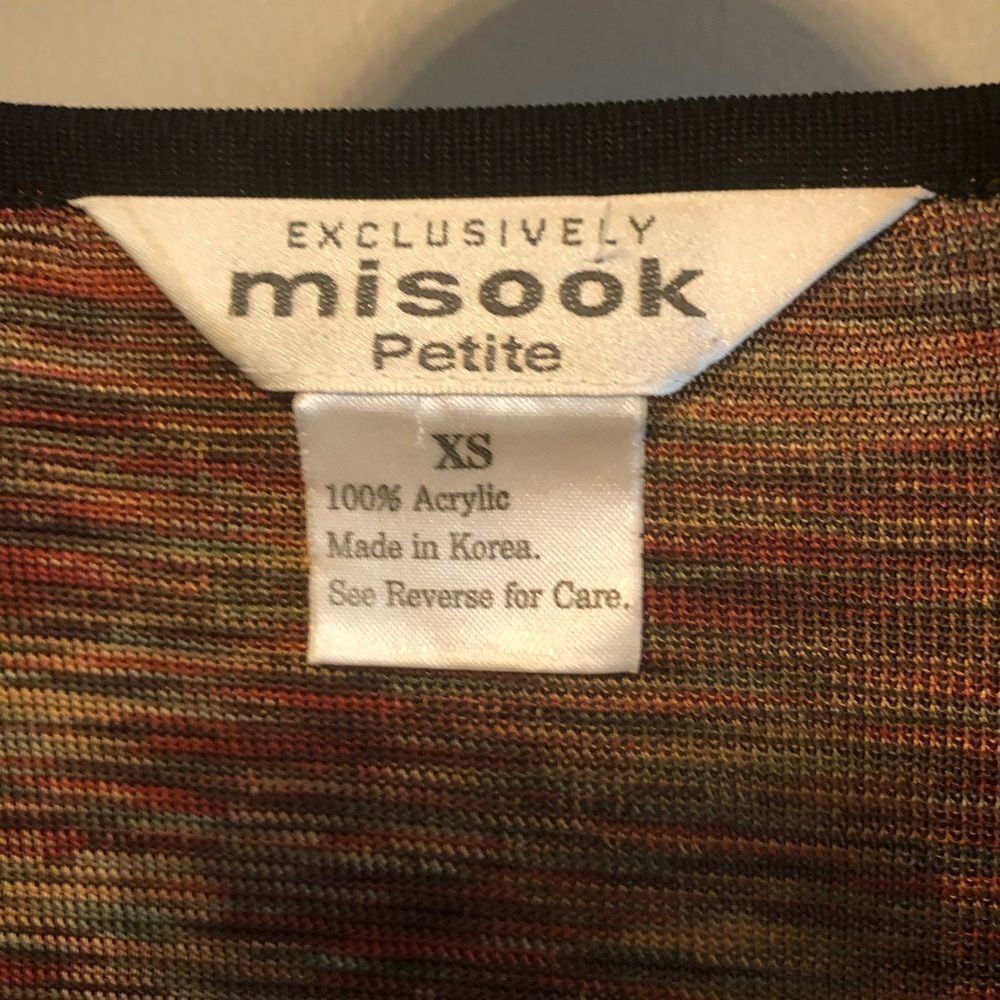 EXCLUSIVELY
misook
Petite
XS
100% Acrylic
Made in Korea.
See Reverse for Care.